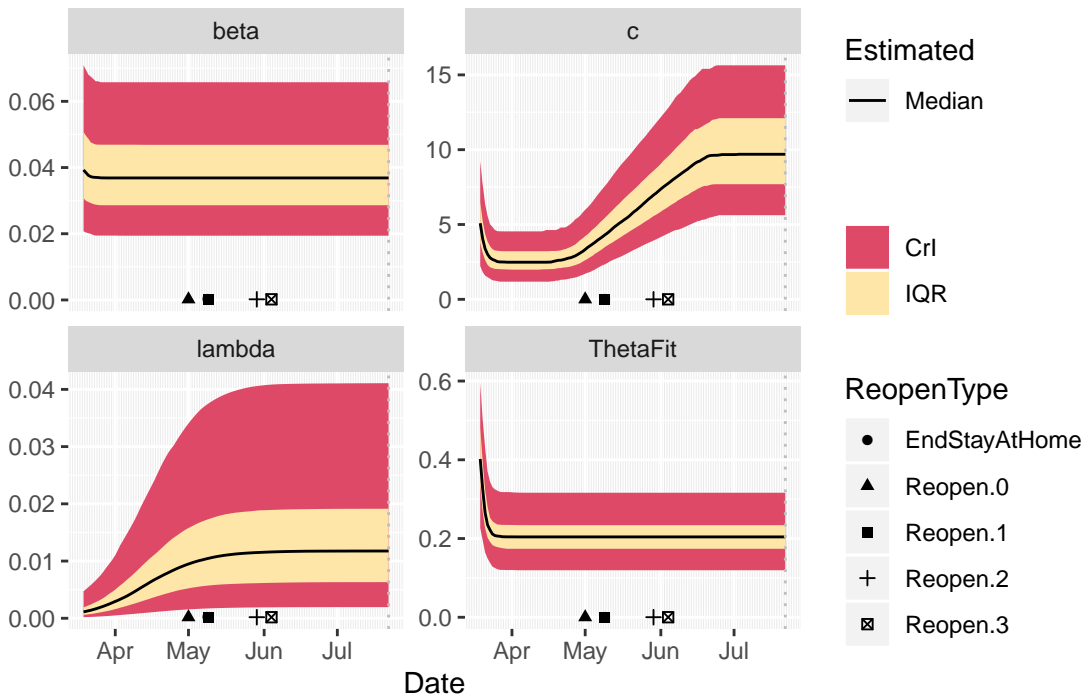 beta
c
0.06
0.04
0.02
0.00
15
10
5
0
lambda
ThetaFit
0.04
0.03
0.02
0.01
0.00
0.6
0.4
0.2
0.0
Apr May Jun Jul
Apr May Jun Jul
Date
Estimated
Median
CrI
IQR
ReopenType
EndStayAtHome
Reopen.0
Reopen.1
Reopen.2
Reopen.3